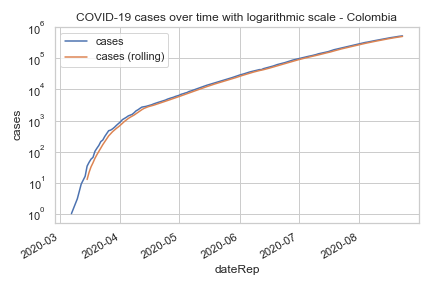 COVID-19 cases over time with logarithmic scale - Colombia
cases
cases (rolling)
10⁶
10⁵
10⁴
10³
10²
10¹
10⁰
cases
2020-03
2020-04
2020-05
2020-06
2020-07
2020-08
dateRep